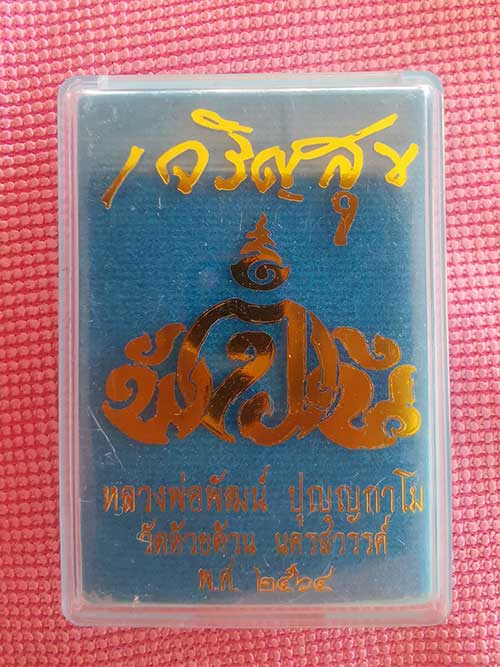 เจริญสุข
หลวงพ่อพัฒน์ ปุญฺญกาโม
วัดห้วยด้วน นครสวรรค์
พ.ศ. ๒๕๖๔